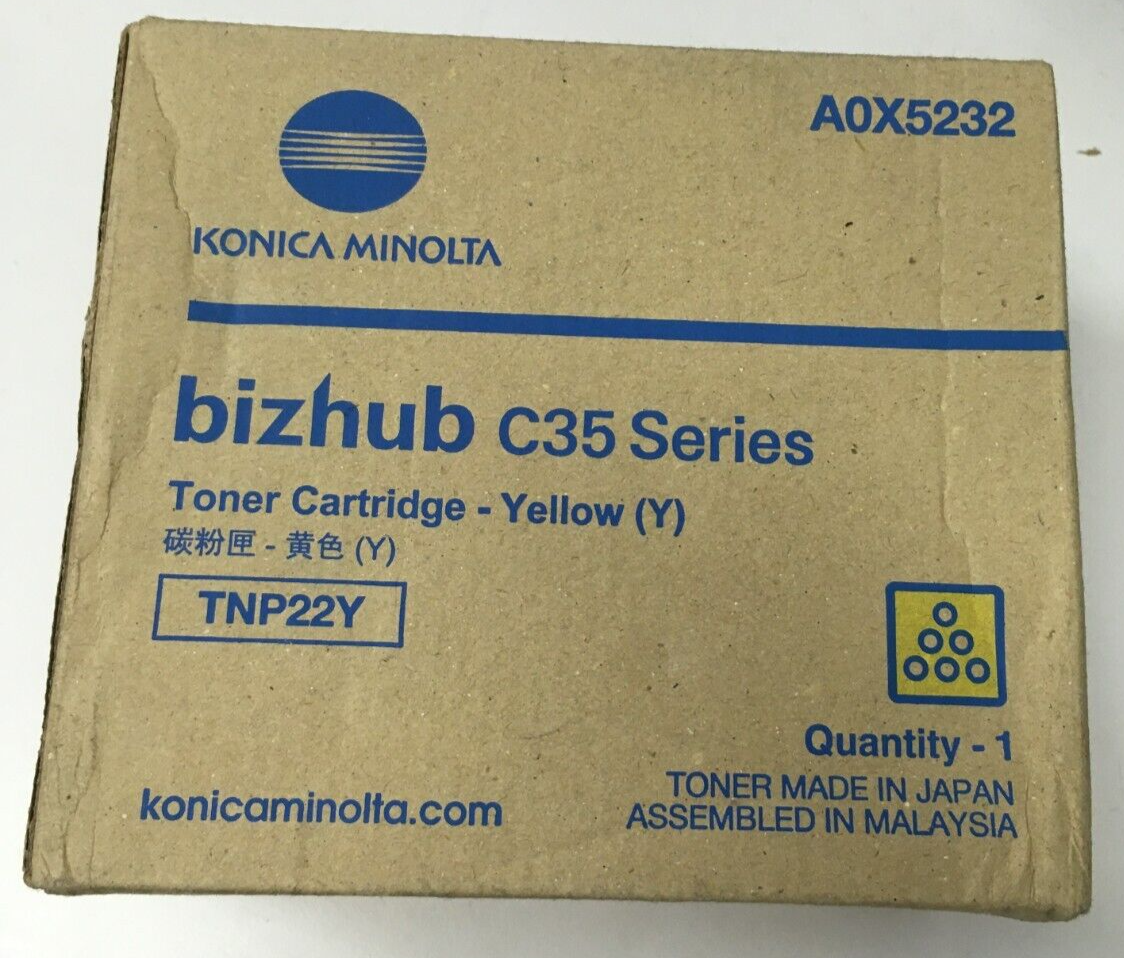 A0X5232
KONICA MINOLTA
bizhub C35 Series
Toner Cartridge - Yellow (Y)
碳粉匣 - 黄色 (Y)
TNP22Y
Quantity - 1
TONER MADE IN JAPAN
ASSEMBLED IN MALAYSIA
konicaminolta.com